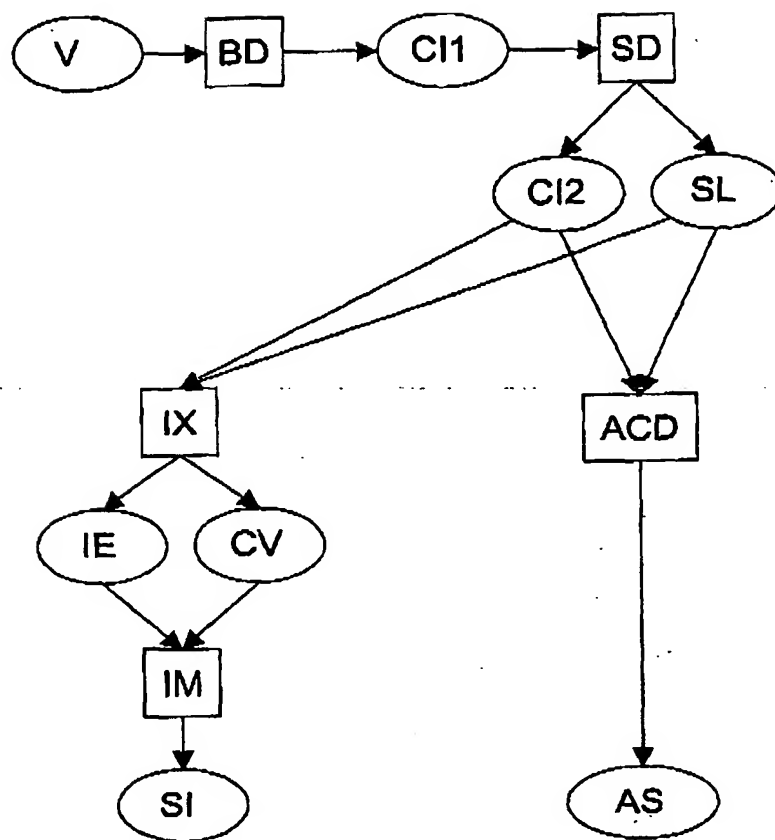 V BD CI1 SD
CI2 SL
IX ACD
IE CV
IM
SI AS